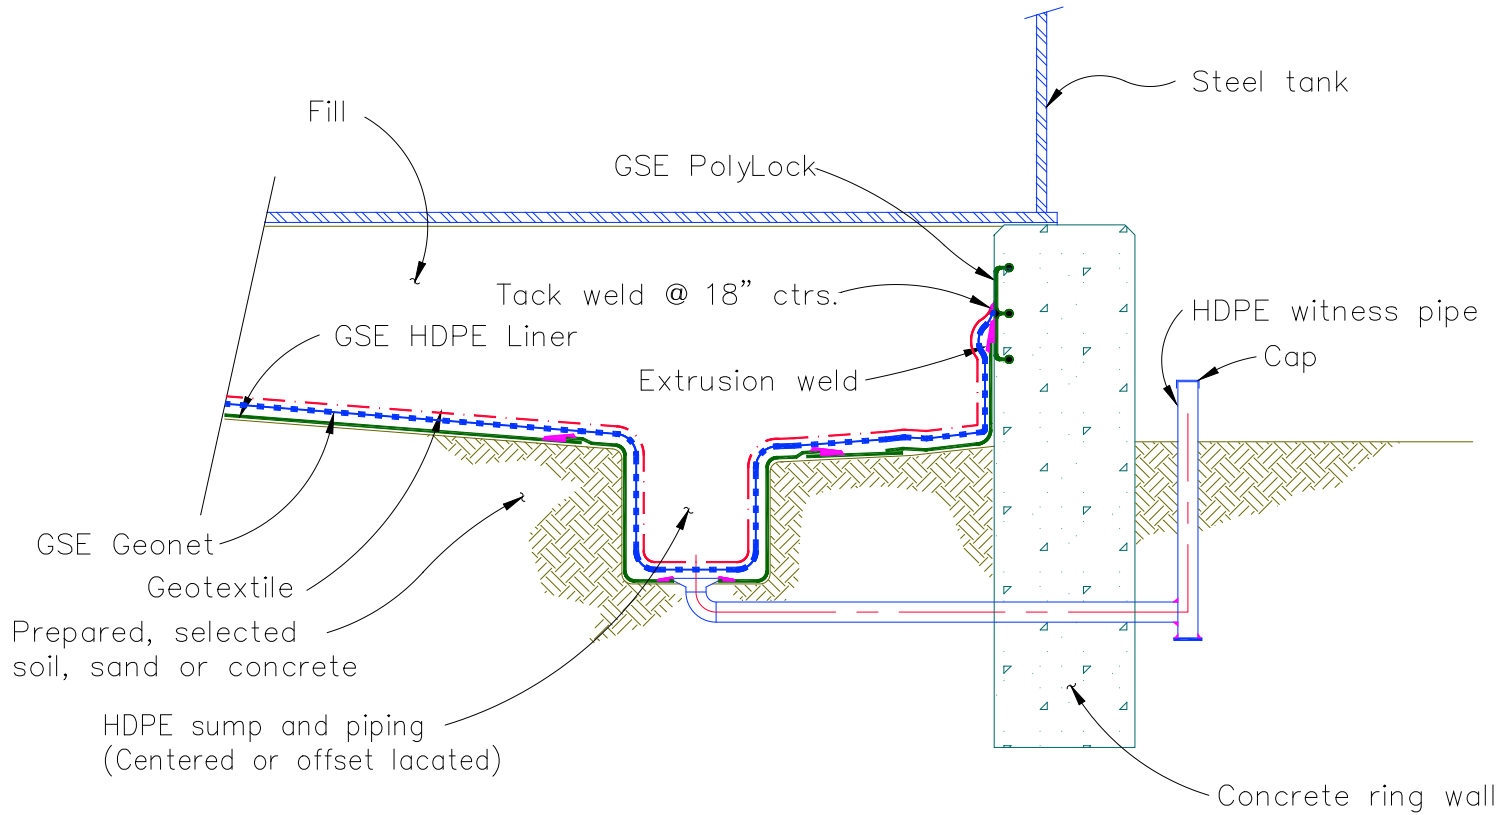 Steel tank
Fill
GSE PolyLock
Tack weld @ 18” ctrs.
HDPE witness pipe
GSE HDPE Liner
Cap
Extrusion weld
GSE Geonet
Geotextile
Prepared, selected
soil, sand or concrete
HDPE sump and piping
(Centered or offset lacated)
Concrete ring wall